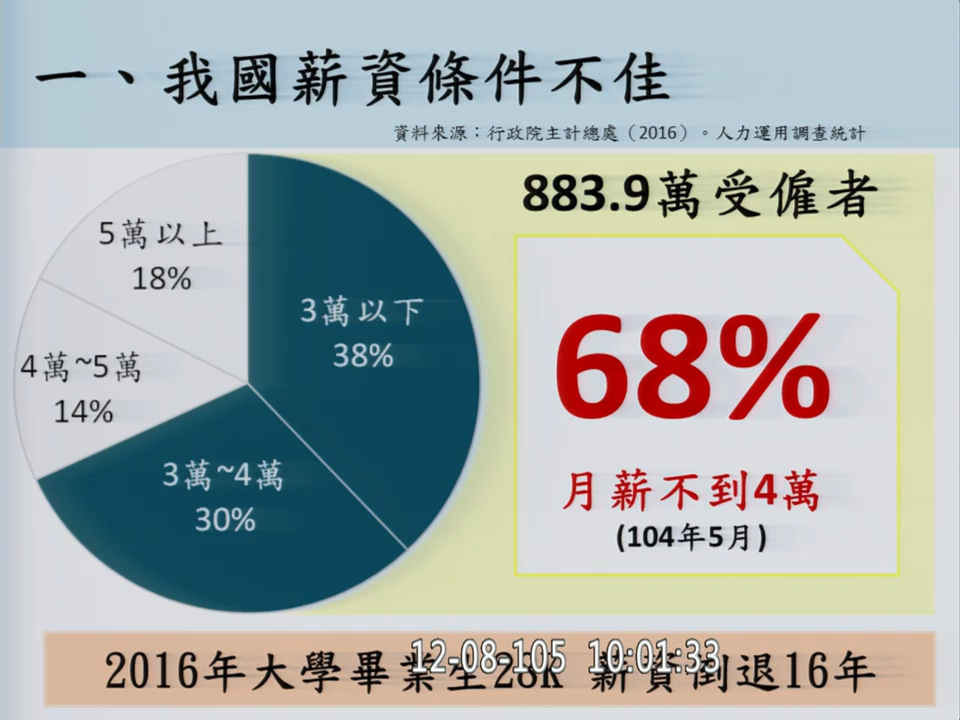 一、我國薪資條件不佳
資料來源：行政院主計總處（2016）。人力運用調查統計
5萬以上
18%
3萬以下
38%
4萬~5萬
14%
3萬~4萬
30%
883.9萬受僱者
68%
月薪不到4萬
(104年5月)
12-08-105 10:01:33
2016年大學畢業生28K 薪資倒退16年